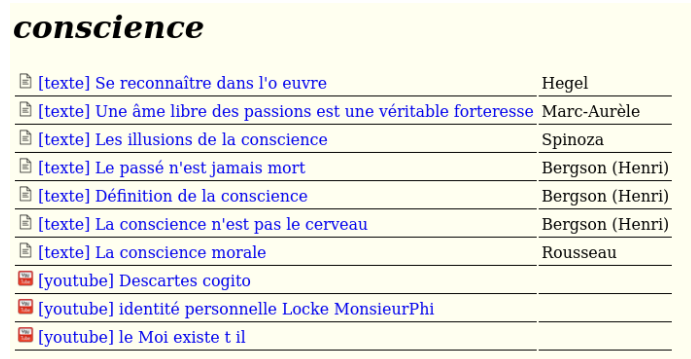 conscience
[texte] Se reconnaître dans l'o euvre Hegel
[texte] Une âme libre des passions est une véritable forteresse Marc-Aurèle
[texte] Les illusions de la conscience Spinoza
[texte] Le passé n'est jamais mort Bergson (Henri)
[texte] Définition de la conscience Bergson (Henri)
[texte] La conscience n'est pas le cerveau Bergson (Henri)
[texte] La conscience morale Rousseau
[youtube] Descartes cogito
[youtube] identité personnelle Locke MonsieurPhi
[youtube] le Moi existe t il